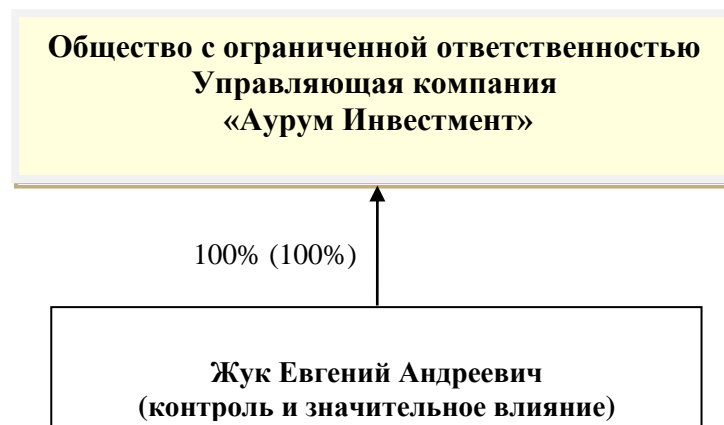 Общество с ограниченной ответственностью
Управляющая компания
«Аурум Инвестмент»
100% (100%)
Жук Евгений Андреевич
(контроль и значительное влияние)